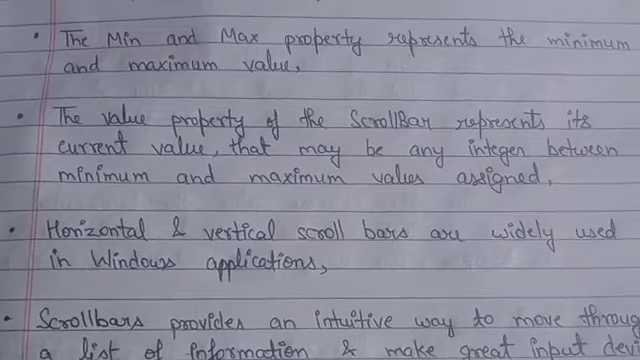 • The Min and Max property represents the minimum
and maximum value,
• The value property of the ScrollBar represents its
current value, that may be any integer between
minimum and maximum values assigned,
• Horizontal & vertical scroll bars are widely used
in Windows applications,
• Scrollbars provides an intuitive way to move throug
a list of information & make great input dev